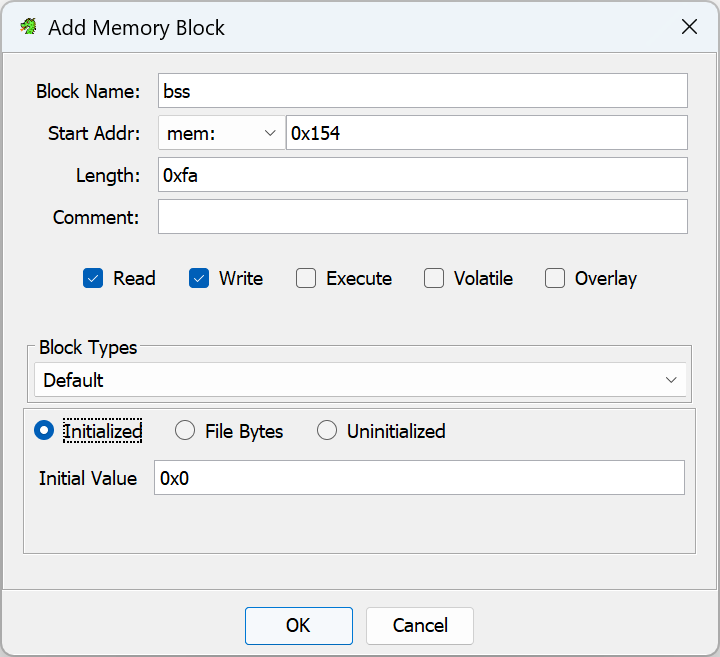 Add Memory Block
Block Name: bss
Start Addr: mem: 0x154
Length: 0xfa
Comment:
Read Write Execute Volatile Overlay
Block Types
Default
Initialized File Bytes Uninitialized
Initial Value 0x0
OK Cancel